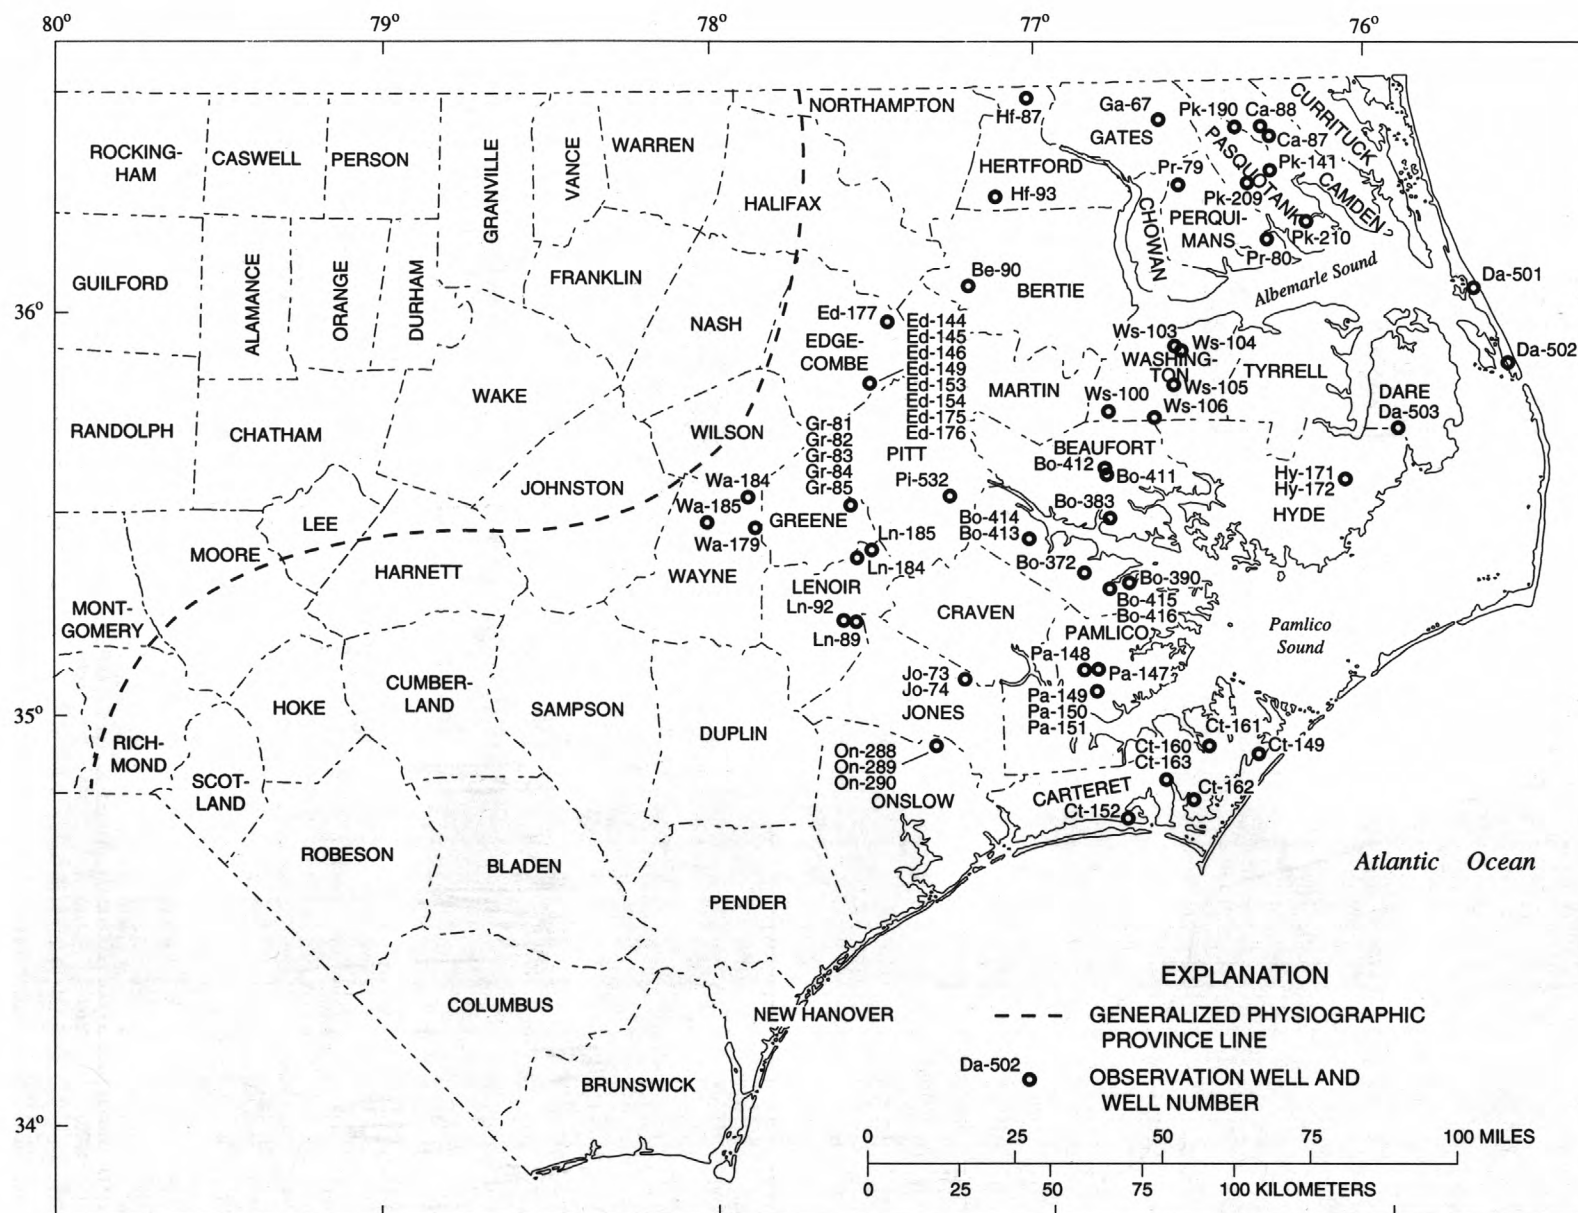 80° 79° 78° 77° 76°
36°
35°
34°
NORTHAMPTON
Hf-87
Ga-67
GATES
Pk-190
Ca-88
Ca-87
CURRITUCK
PASQUOTANK
Pk-141
CAMDEN
ROCKING-
HAM
CASWELL
PERSON
GRANVILLE
VANCE
WARREN
HALIFAX
HERTFORD
Hf-93
Pr-79
Pk-209
CHOWAN
PERQUI-
MANS
Pk-210
Pr-80
Albemarle Sound
GUILFORD
ALAMANCE
ORANGE
DURHAM
FRANKLIN
NASH
Be-90
BERTIE
Da-501
Ed-177
EDGE-
COMBE
Ed-144
Ed-145
Ed-146
Ed-149
Ed-153
Ed-154
Ed-175
Ed-176
Ws-103
Ws-104
WASHING-
TON
Ws-105
Ws-100
Ws-106
TYRRELL
Da-502
DARE
Da-503
MARTIN
WAKE
RANDOLPH
CHATHAM
WILSON
Gr-81
Gr-82
Gr-83
Gr-84
Gr-85
PITT
Pi-532
BEAUFORT
Bo-412
Bo-411
Bo-383
Hy-171
Hy-172
HYDE
JOHNSTON
Wa-184
Wa-185
Wa-179
GREENE
Bo-414
Bo-413
LEE
MOORE
HARNETT
WAYNE
Ln-185
Ln-184
LENOIR
Ln-92
Ln-89
Bo-372
Bo-390
Bo-415
Bo-416
CRAVEN
PAMLICO
Pamlico
Sound
MONT-
GOMERY
Pa-148
Pa-147
Pa-149
Pa-150
Pa-151
Jo-73
Jo-74
JONES
HOKE
CUMBER-
LAND
SAMPSON
DUPLIN
RICH-
MOND
SCOT-
LAND
On-288
On-289
On-290
ONSLOW
Ct-161
Ct-160
Ct-163
Ct-149
CARTERET
Ct-162
Ct-152
ROBESON
BLADEN
PENDER
Atlantic Ocean
COLUMBUS
NEW HANOVER
BRUNSWICK
EXPLANATION
GENERALIZED PHYSIOGRAPHIC
PROVINCE LINE
Da-502
OBSERVATION WELL AND
WELL NUMBER
0 25 50 75 100 MILES
0 25 50 75 100 KILOMETERS